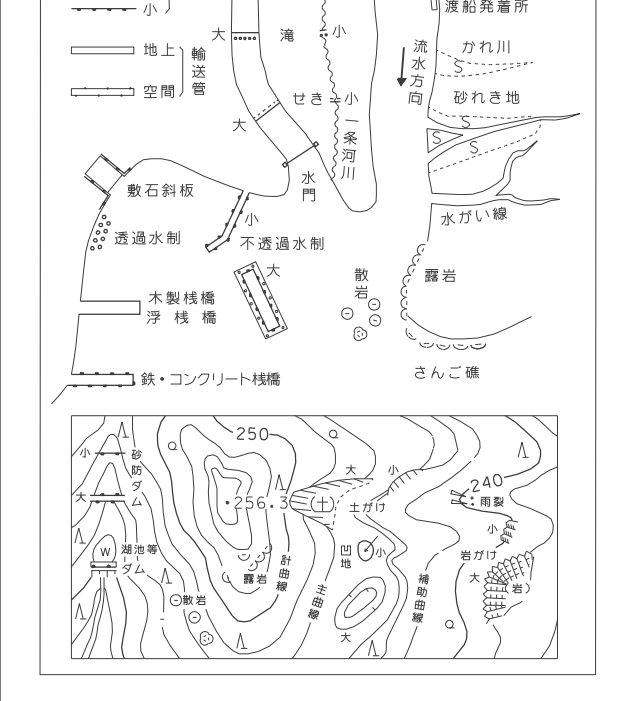 小
地上
空間
輸送管
大
滝
小
せき
小
一条河川
大
水門
渡船発着所
流水方向
かれ川
S
砂れき地
S
S
S
水がい線
敷石斜板
透過水制
小
不透過水制
大
散岩
露岩
木製桟橋
浮桟橋
鉄・コンクリート桟橋
さんご礁
小
砂防ダム
大
W
湖池等
ダム
散岩
250
256.3
露岩
計曲線
主曲線
補助曲線
大
小
(土)
土がけ
凹地
小
大
240
雨裂
小
岩がけ
大
岩)